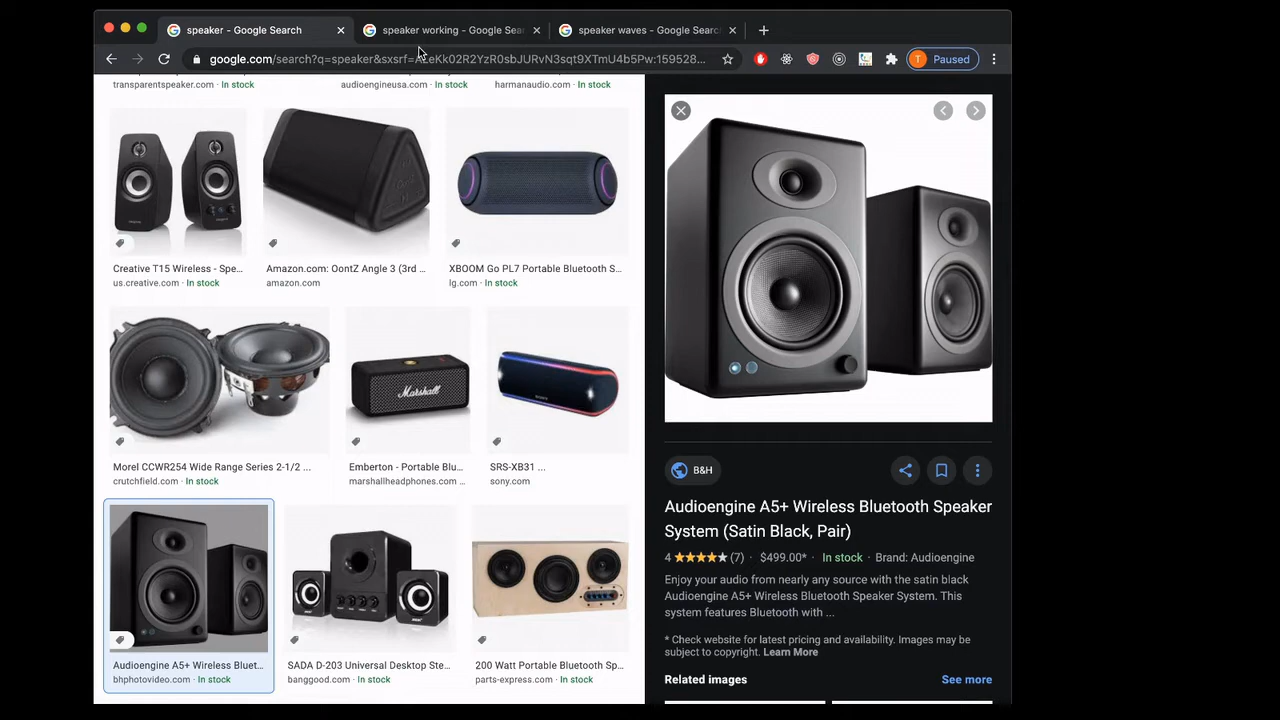 speaker - Google Search
speaker working - Google Sea
speaker waves - Google Search
google.com/search?q=speaker&sxsrf=ALeKk02R2YzR0sbJURvN3sqt9XTmU4b5Pw:159528...
T Paused
transparentspeaker.com · In stock
audioengineusa.com · In stock
harmanaudio.com · In stock
Creative T15 Wireless - Spe...
us.creative.com · In stock
Amazon.com: OontZ Angle 3 (3rd ...
amazon.com
XBOOM Go PL7 Portable Bluetooth S...
lg.com · In stock
Marshall
Morel CCWR254 Wide Range Series 2-1/2 ...
crutchfield.com · In stock
Emberton - Portable Blu...
marshallheadphones.com ...
SRS-XB31 ...
sony.com
Audioengine A5+ Wireless Bluet...
bhphotovideo.com · In stock
SADA D-203 Universal Desktop Ste...
banggood.com · In stock
200 Watt Portable Bluetooth Sp...
parts-express.com · In stock
B&H
Audioengine A5+ Wireless Bluetooth Speaker
System (Satin Black, Pair)
4 ★★★★★ (7) · $499.00* · In stock · Brand: Audioengine
Enjoy your audio from nearly any source with the satin black
Audioengine A5+ Wireless Bluetooth Speaker System. This
system features Bluetooth with ...
* Check website for latest pricing and availability. Images may be
subject to copyright. Learn More
Related images
See more